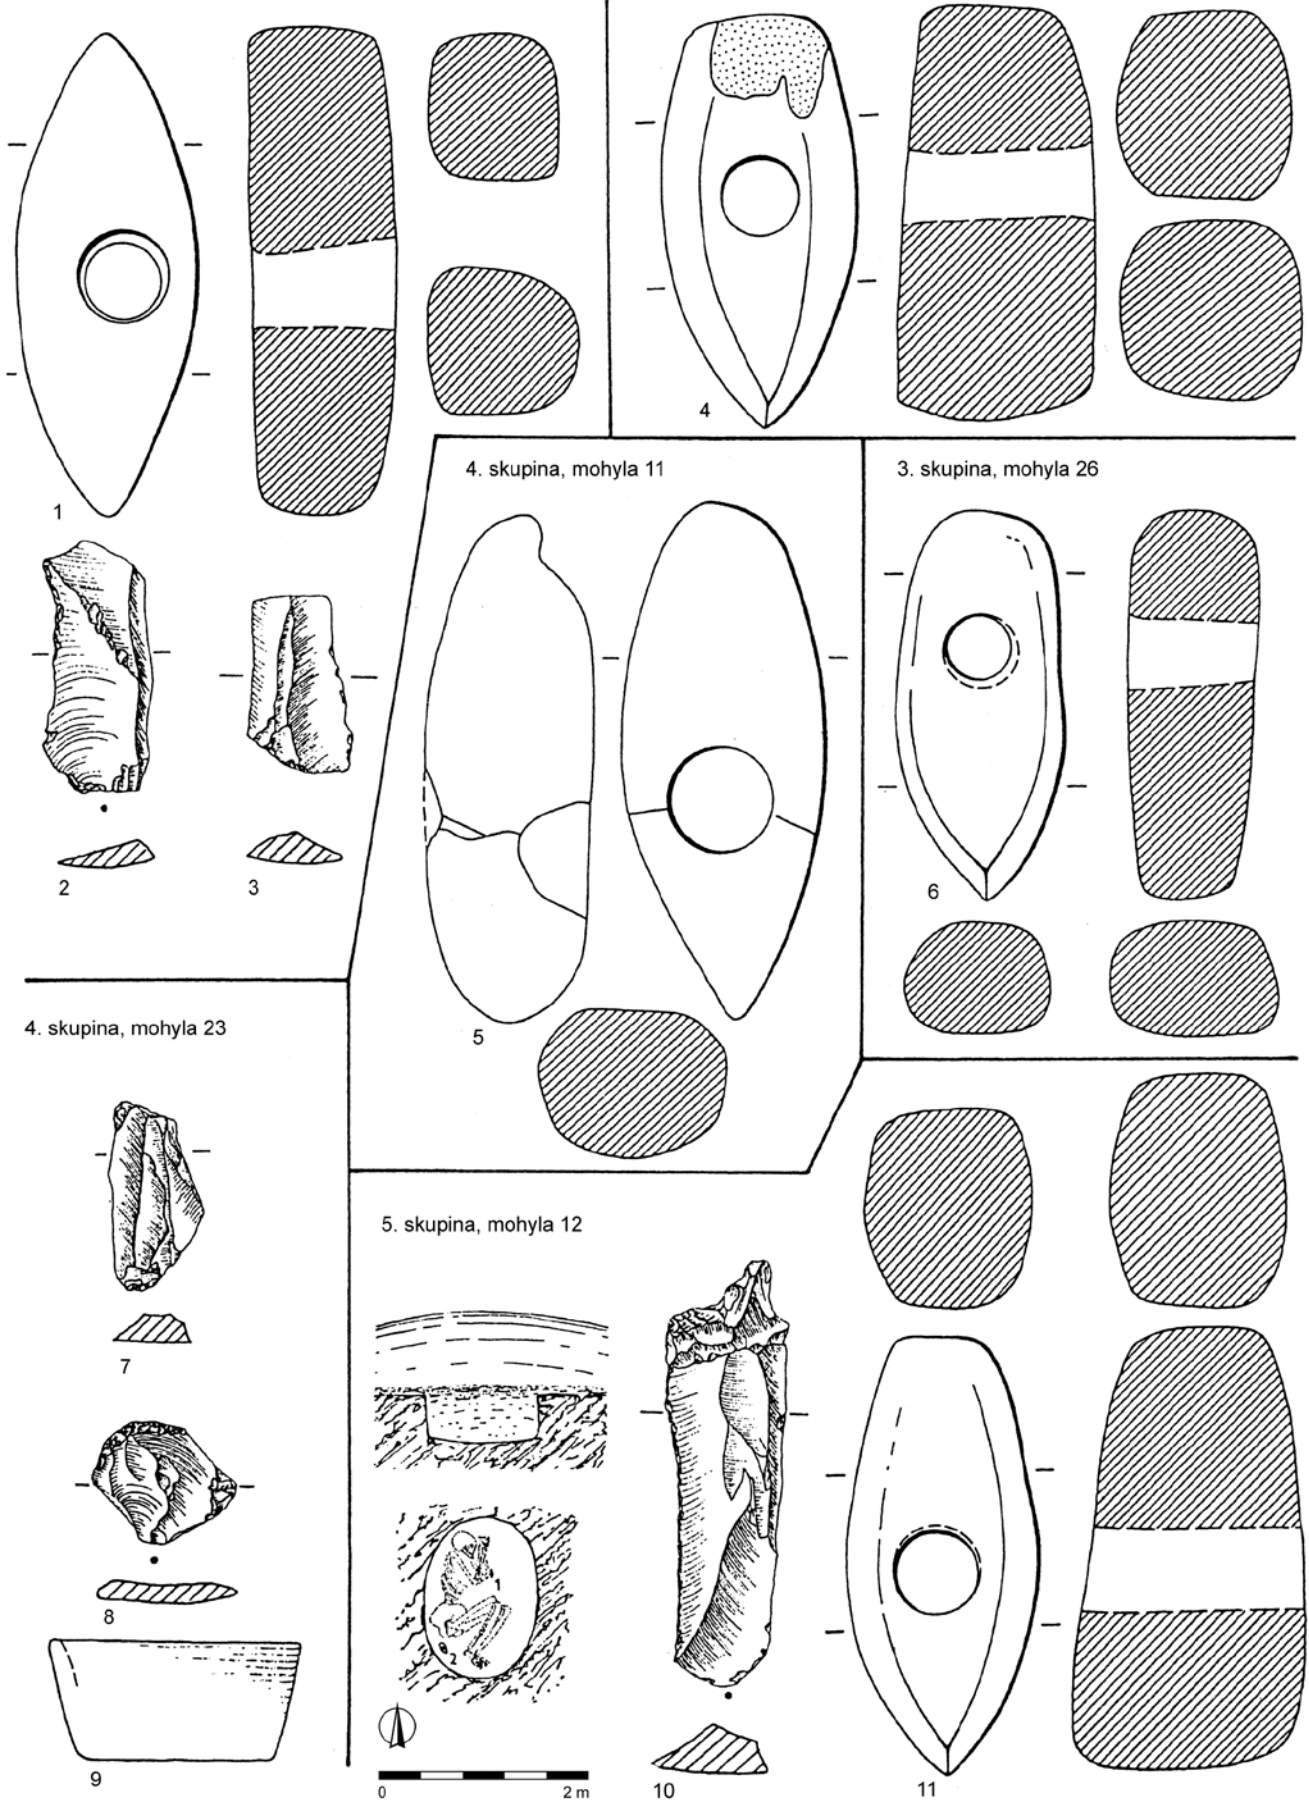 1
4
4. skupina, mohyla 11
3. skupina, mohyla 26
2
3
6
5
4. skupina, mohyla 23
7
8
9
5. skupina, mohyla 12
1
2
0
2 m
10
11